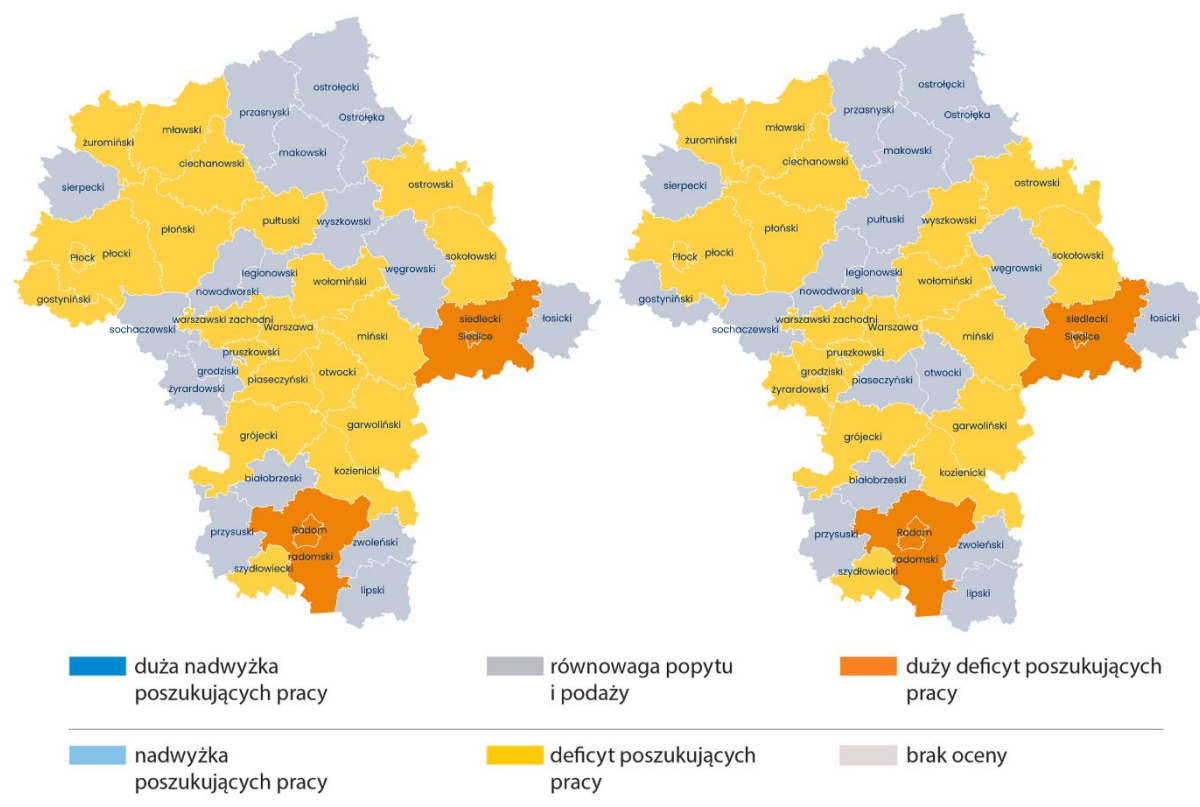 ostrołęcki
przasnyski
Ostrołęka
mławski
żuromiński
makowski
ciechanowski
sierpecki
ostrowski
pułtuski
wyszkowski
płoński
Płock
płocki
sokołowski
legionowski
węgrowski
wołomiński
nowodworski
gostyniński
siedlecki
łosicki
warszawski zachodni
sochaczewski
Warszawa
miński
Siedlce
pruszkowski
grodziski
otwocki
piaseczyński
żyrardowski
garwoliński
grójecki
kozienicki
białobrzeski
przysuski
Radom
zwoleński
radomski
szydłowiecki
lipski
ostrołęcki
przasnyski
Ostrołęka
mławski
żuromiński
makowski
ciechanowski
sierpecki
ostrowski
pułtuski
wyszkowski
płoński
Płock
płocki
sokołowski
legionowski
węgrowski
wołomiński
nowodworski
gostyniński
siedlecki
łosicki
warszawski zachodni
sochaczewski
Warszawa
miński
Siedlce
pruszkowski
grodziski
otwocki
piaseczyński
żyrardowski
garwoliński
grójecki
kozienicki
białobrzeski
przysuski
Radom
zwoleński
radomski
szydłowiecki
lipski
duża nadwyżka
poszukujących pracy
równowaga popytu
i podaży
duży deficyt poszukujących
pracy
nadwyżka
poszukujących pracy
deficyt poszukujących
pracy
brak oceny